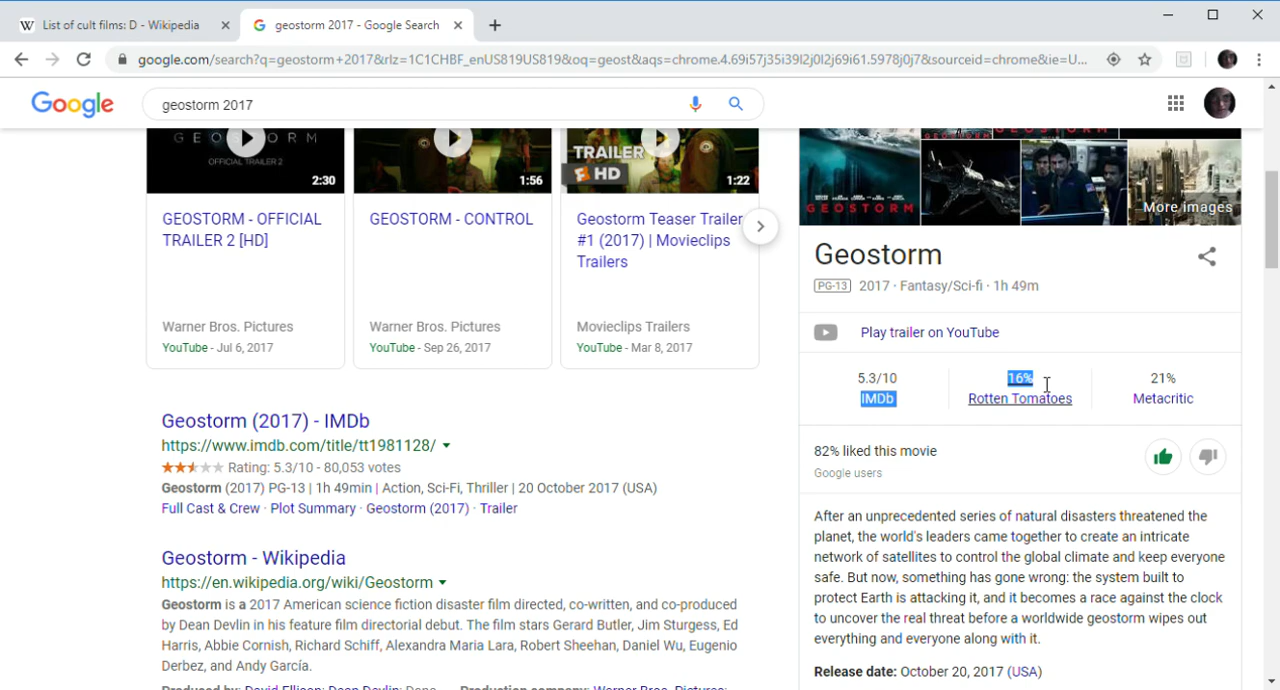 List of cult films: D - Wikipedia
geostorm 2017 - Google Search
google.com/search?q=geostorm+2017&rlz=1C1CHBF_enUS819US819&oq=geost&aqs=chrome.4.69i57j35i39l2j0l2j69i61.5978j0j7&sourceid=chrome&ie=U...
Google
geostorm 2017
GEOSTORM
OFFICIAL TRAILER 2
2:30
1:56
TRAILER
HD
1:22
GEOSTORM - OFFICIAL
TRAILER 2 [HD]
Warner Bros. Pictures
YouTube - Jul 6, 2017
GEOSTORM - CONTROL
Warner Bros. Pictures
YouTube - Sep 26, 2017
Geostorm Teaser Trailer
#1 (2017) | Movieclips
Trailers
Movieclips Trailers
YouTube - Mar 8, 2017
Geostorm (2017) - IMDb
https://www.imdb.com/title/tt1981128/
Rating: 5.3/10 - 80,053 votes
Geostorm (2017) PG-13 | 1h 49min | Action, Sci-Fi, Thriller | 20 October 2017 (USA)
Full Cast & Crew · Plot Summary · Geostorm (2017) · Trailer
Geostorm - Wikipedia
https://en.wikipedia.org/wiki/Geostorm
Geostorm is a 2017 American science fiction disaster film directed, co-written, and co-produced
by Dean Devlin in his feature film directorial debut. The film stars Gerard Butler, Jim Sturgess, Ed
Harris, Abbie Cornish, Richard Schiff, Alexandra Maria Lara, Robert Sheehan, Daniel Wu, Eugenio
Derbez, and Andy García.
Produced by: David Ellison; Dean Devlin; Dana
Production company: Warner Bros. Pictures;
GEOSTORM
More images
Geostorm
PG-13 2017 · Fantasy/Sci-fi · 1h 49m
Play trailer on YouTube
5.3/10
IMDb
16%
Rotten Tomatoes
21%
Metacritic
82% liked this movie
Google users
After an unprecedented series of natural disasters threatened the
planet, the world's leaders came together to create an intricate
network of satellites to control the global climate and keep everyone
safe. But now, something has gone wrong: the system built to
protect Earth is attacking it, and it becomes a race against the clock
to uncover the real threat before a worldwide geostorm wipes out
everything and everyone along with it.
Release date: October 20, 2017 (USA)